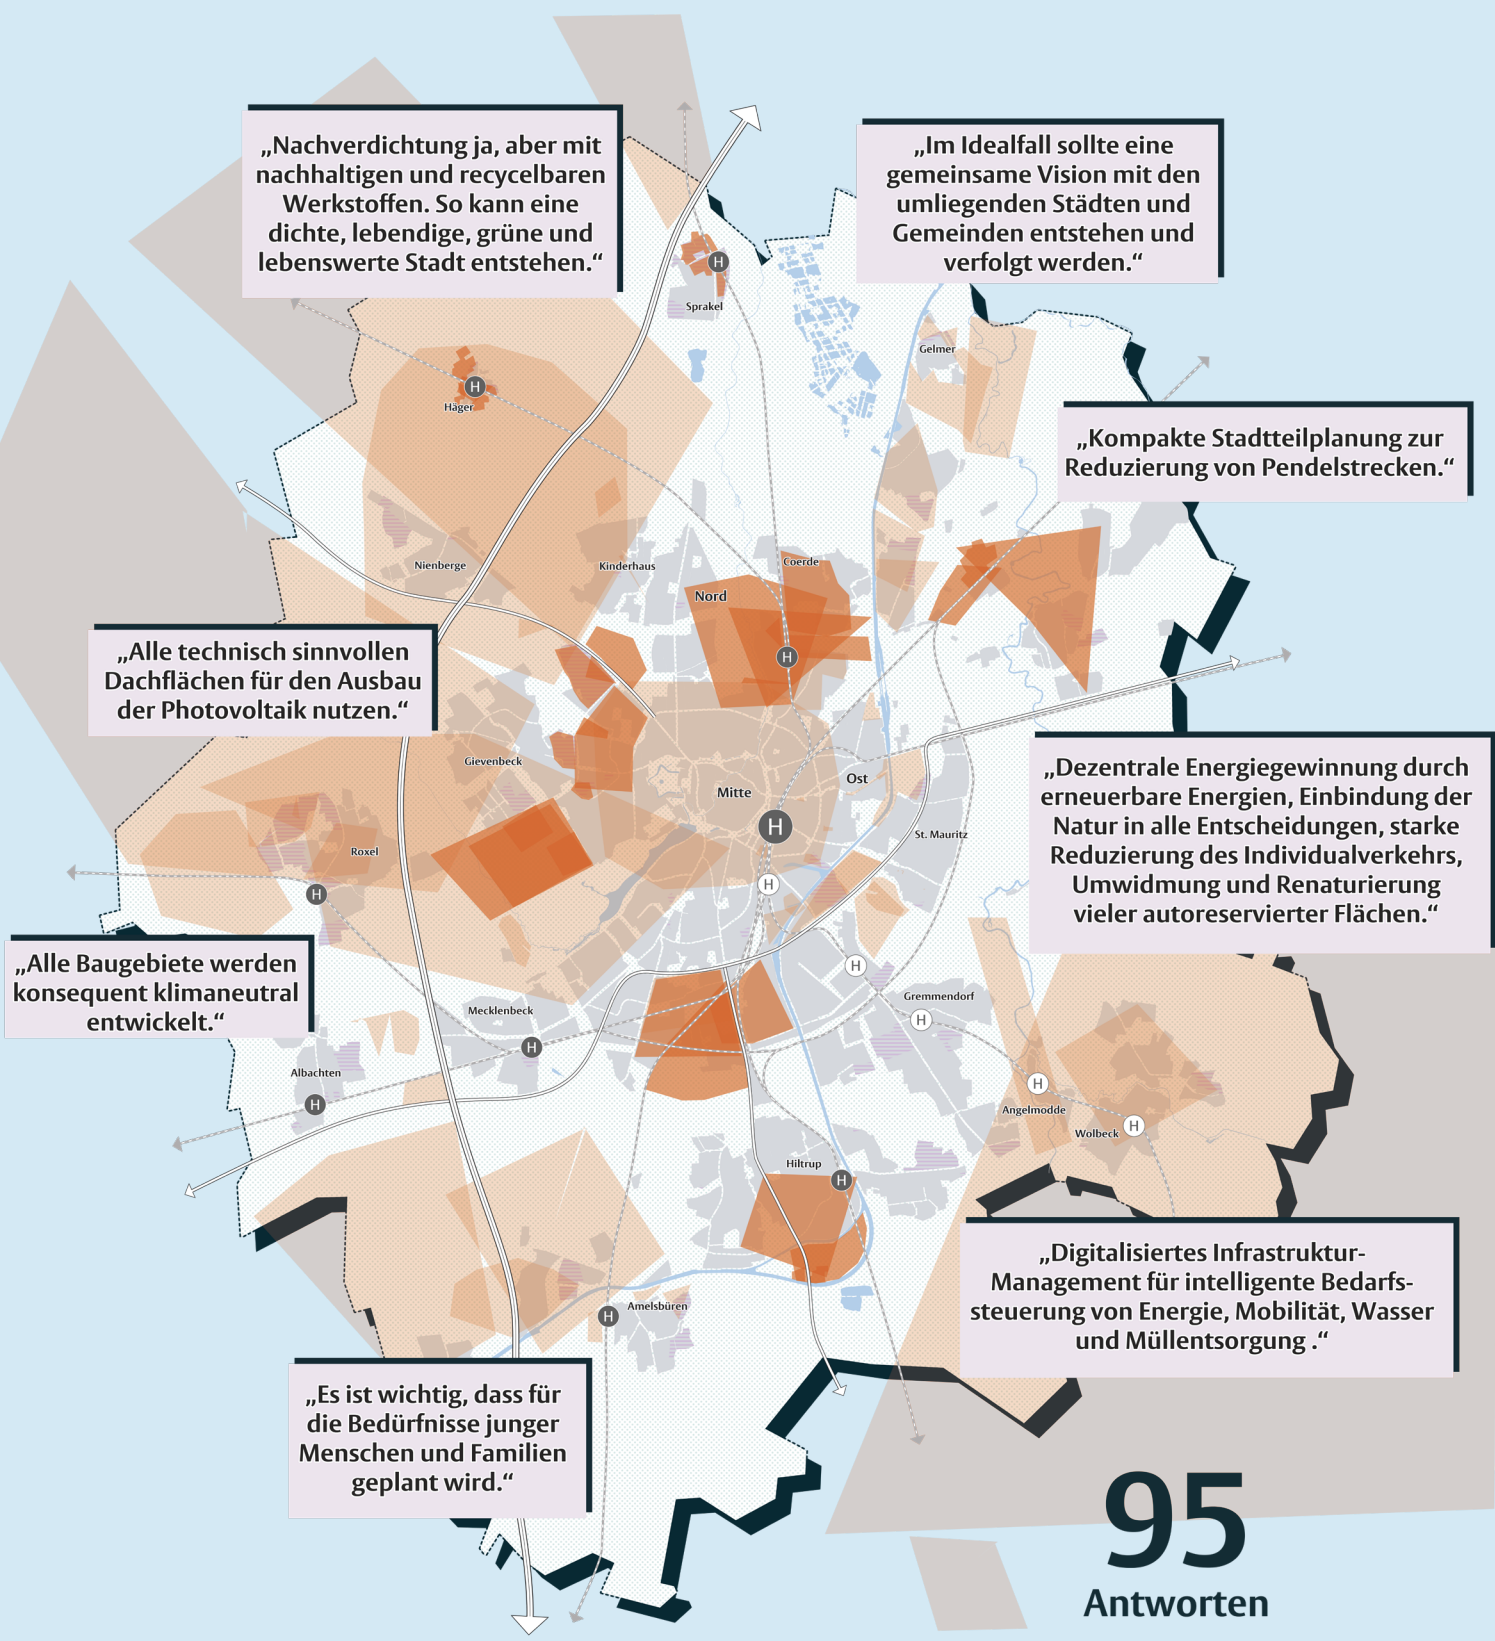 „Nachverdichtung ja, aber mit
nachhaltigen und recycelbaren
Werkstoffen. So kann eine
dichte, lebendige, grüne und
lebenswerte Stadt entstehen.“
„Im Idealfall sollte eine
gemeinsame Vision mit den
umliegenden Städten und
Gemeinden entstehen und
verfolgt werden.“
H
Sprakel
Gelmer
H
Häger
„Kompakte Stadtteilplanung zur
Reduzierung von Pendelstrecken.“
Nienberge
Kinderhaus
Coerde
Nord
H
„Alle technisch sinnvollen
Dachflächen für den Ausbau
der Photovoltaik nutzen.“
Gievenbeck
Mitte
Ost
H
St. Mauritz
Roxel
H
H
„Dezentrale Energiegewinnung durch
erneuerbare Energien, Einbindung der
Natur in alle Entscheidungen, starke
Reduzierung des Individualverkehrs,
Umwidmung und Renaturierung
vieler autoreservierter Flächen.“
„Alle Baugebiete werden
konsequent klimaneutral
entwickelt.“
H
Gremmendorf
H
Mecklenbeck
H
Albachten
H
H
Angelmodde
Wolbeck
H
Hiltrup
H
„Digitalisiertes Infrastruktur-
Management für intelligente Bedarfs-
steuerung von Energie, Mobilität, Wasser
und Müllentsorgung .“
H
Amelsbüren
„Es ist wichtig, dass für
die Bedürfnisse junger
Menschen und Familien
geplant wird.“
95
Antworten